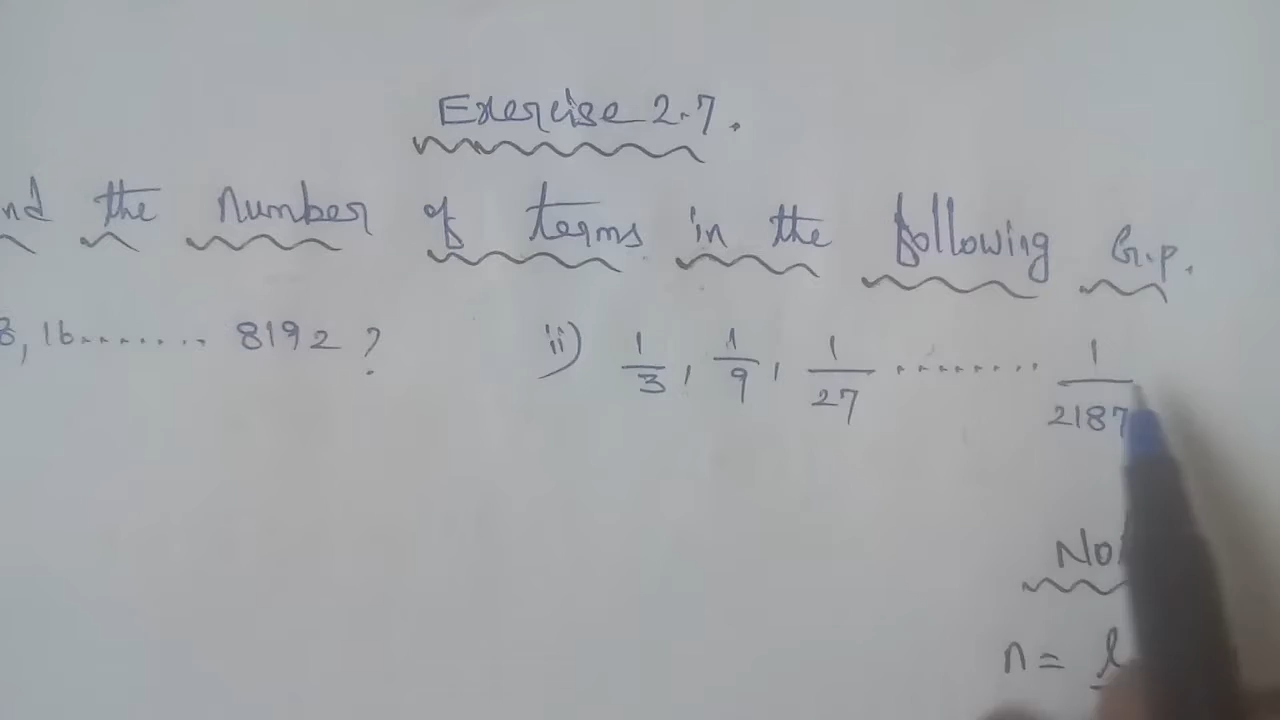 Exercise 2.7.
nd the number of terms in the following G.P.
8, 16........ 8192 ? ii) 1/3, 1/9, 1/27 ......... 1/2187
No
n = l